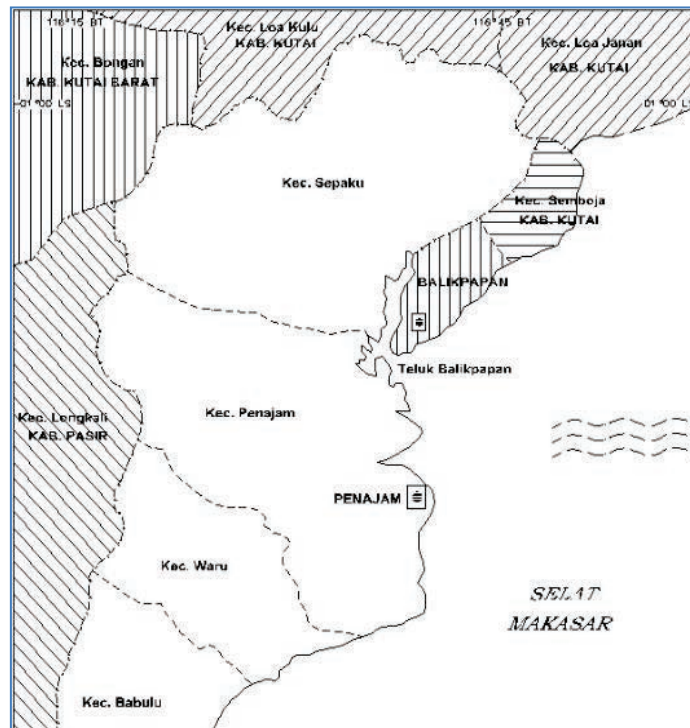 116 °15 BT
116 °45 BT
Kec. Loa Kulu
KAB. KUTAI
Kec. Loa Janan
KAB. KUTAI
Kec. Bongan
KAB. KUTAI BARAT
01 °00 LS
01 °00 LS
Kec. Sepaku
Kec. Semboja
KAB. KUTAI
BALIKPAPAN
Teluk Balikpapan
Kec. Longkali
KAB. PASIR
Kec. Penajam
PENAJAM
Kec. Waru
SELAT
MAKASAR
Kec. Babulu